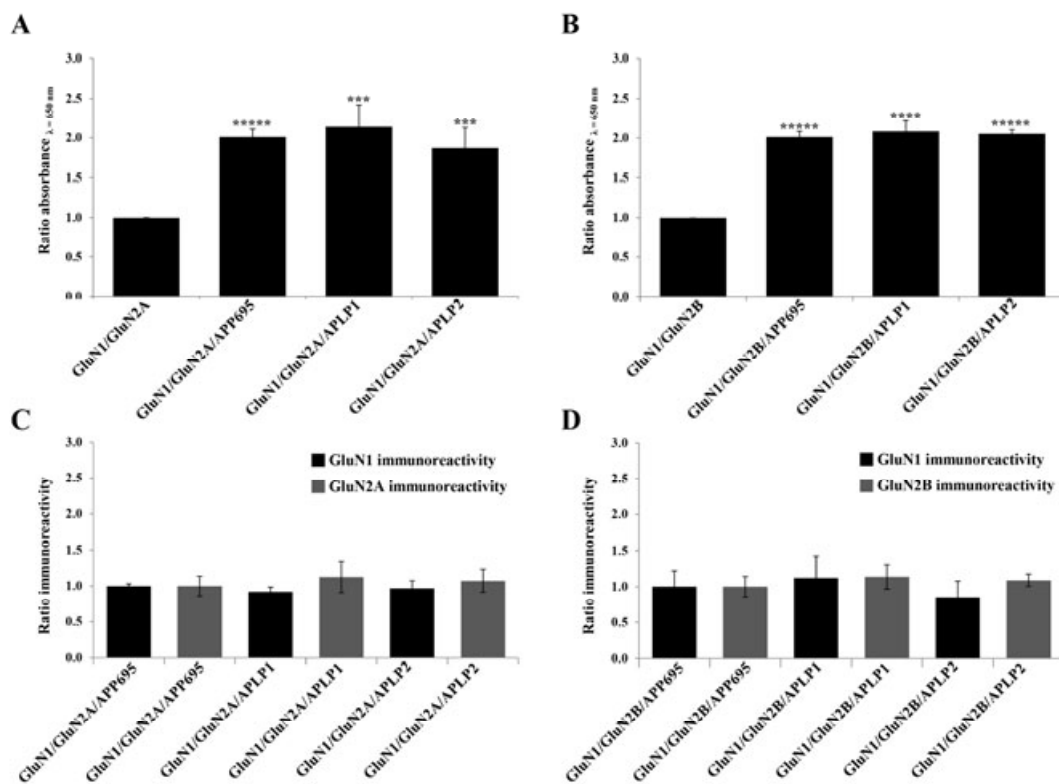 A
3.0
2.5
2.0
1.5
1.0
0.5
0.0
Ratio absorbance λ = 650 nm
*****
***
***
GluN1/GluN2A
GluN1/GluN2A/APP695
GluN1/GluN2A/APLP1
GluN1/GluN2A/APLP2
B
3.0
2.5
2.0
1.5
1.0
0.5
0.0
Ratio absorbance λ = 650 nm
*****
****
*****
GluN1/GluN2B
GluN1/GluN2B/APP695
GluN1/GluN2B/APLP1
GluN1/GluN2B/APLP2
C
3.0
2.5
2.0
1.5
1.0
0.5
0.0
Ratio immunoreactivity
GluN1 immunoreactivity
GluN2A immunoreactivity
GluN1/GluN2A/APP695
GluN1/GluN2A/APP695
GluN1/GluN2A/APLP1
GluN1/GluN2A/APLP1
GluN1/GluN2A/APLP2
GluN1/GluN2A/APLP2
D
3.0
2.5
2.0
1.5
1.0
0.5
0.0
Ratio immunoreactivity
GluN1 immunoreactivity
GluN2B immunoreactivity
GluN1/GluN2B/APP695
GluN1/GluN2B/APP695
GluN1/GluN2B/APLP1
GluN1/GluN2B/APLP1
GluN1/GluN2B/APLP2
GluN1/GluN2B/APLP2